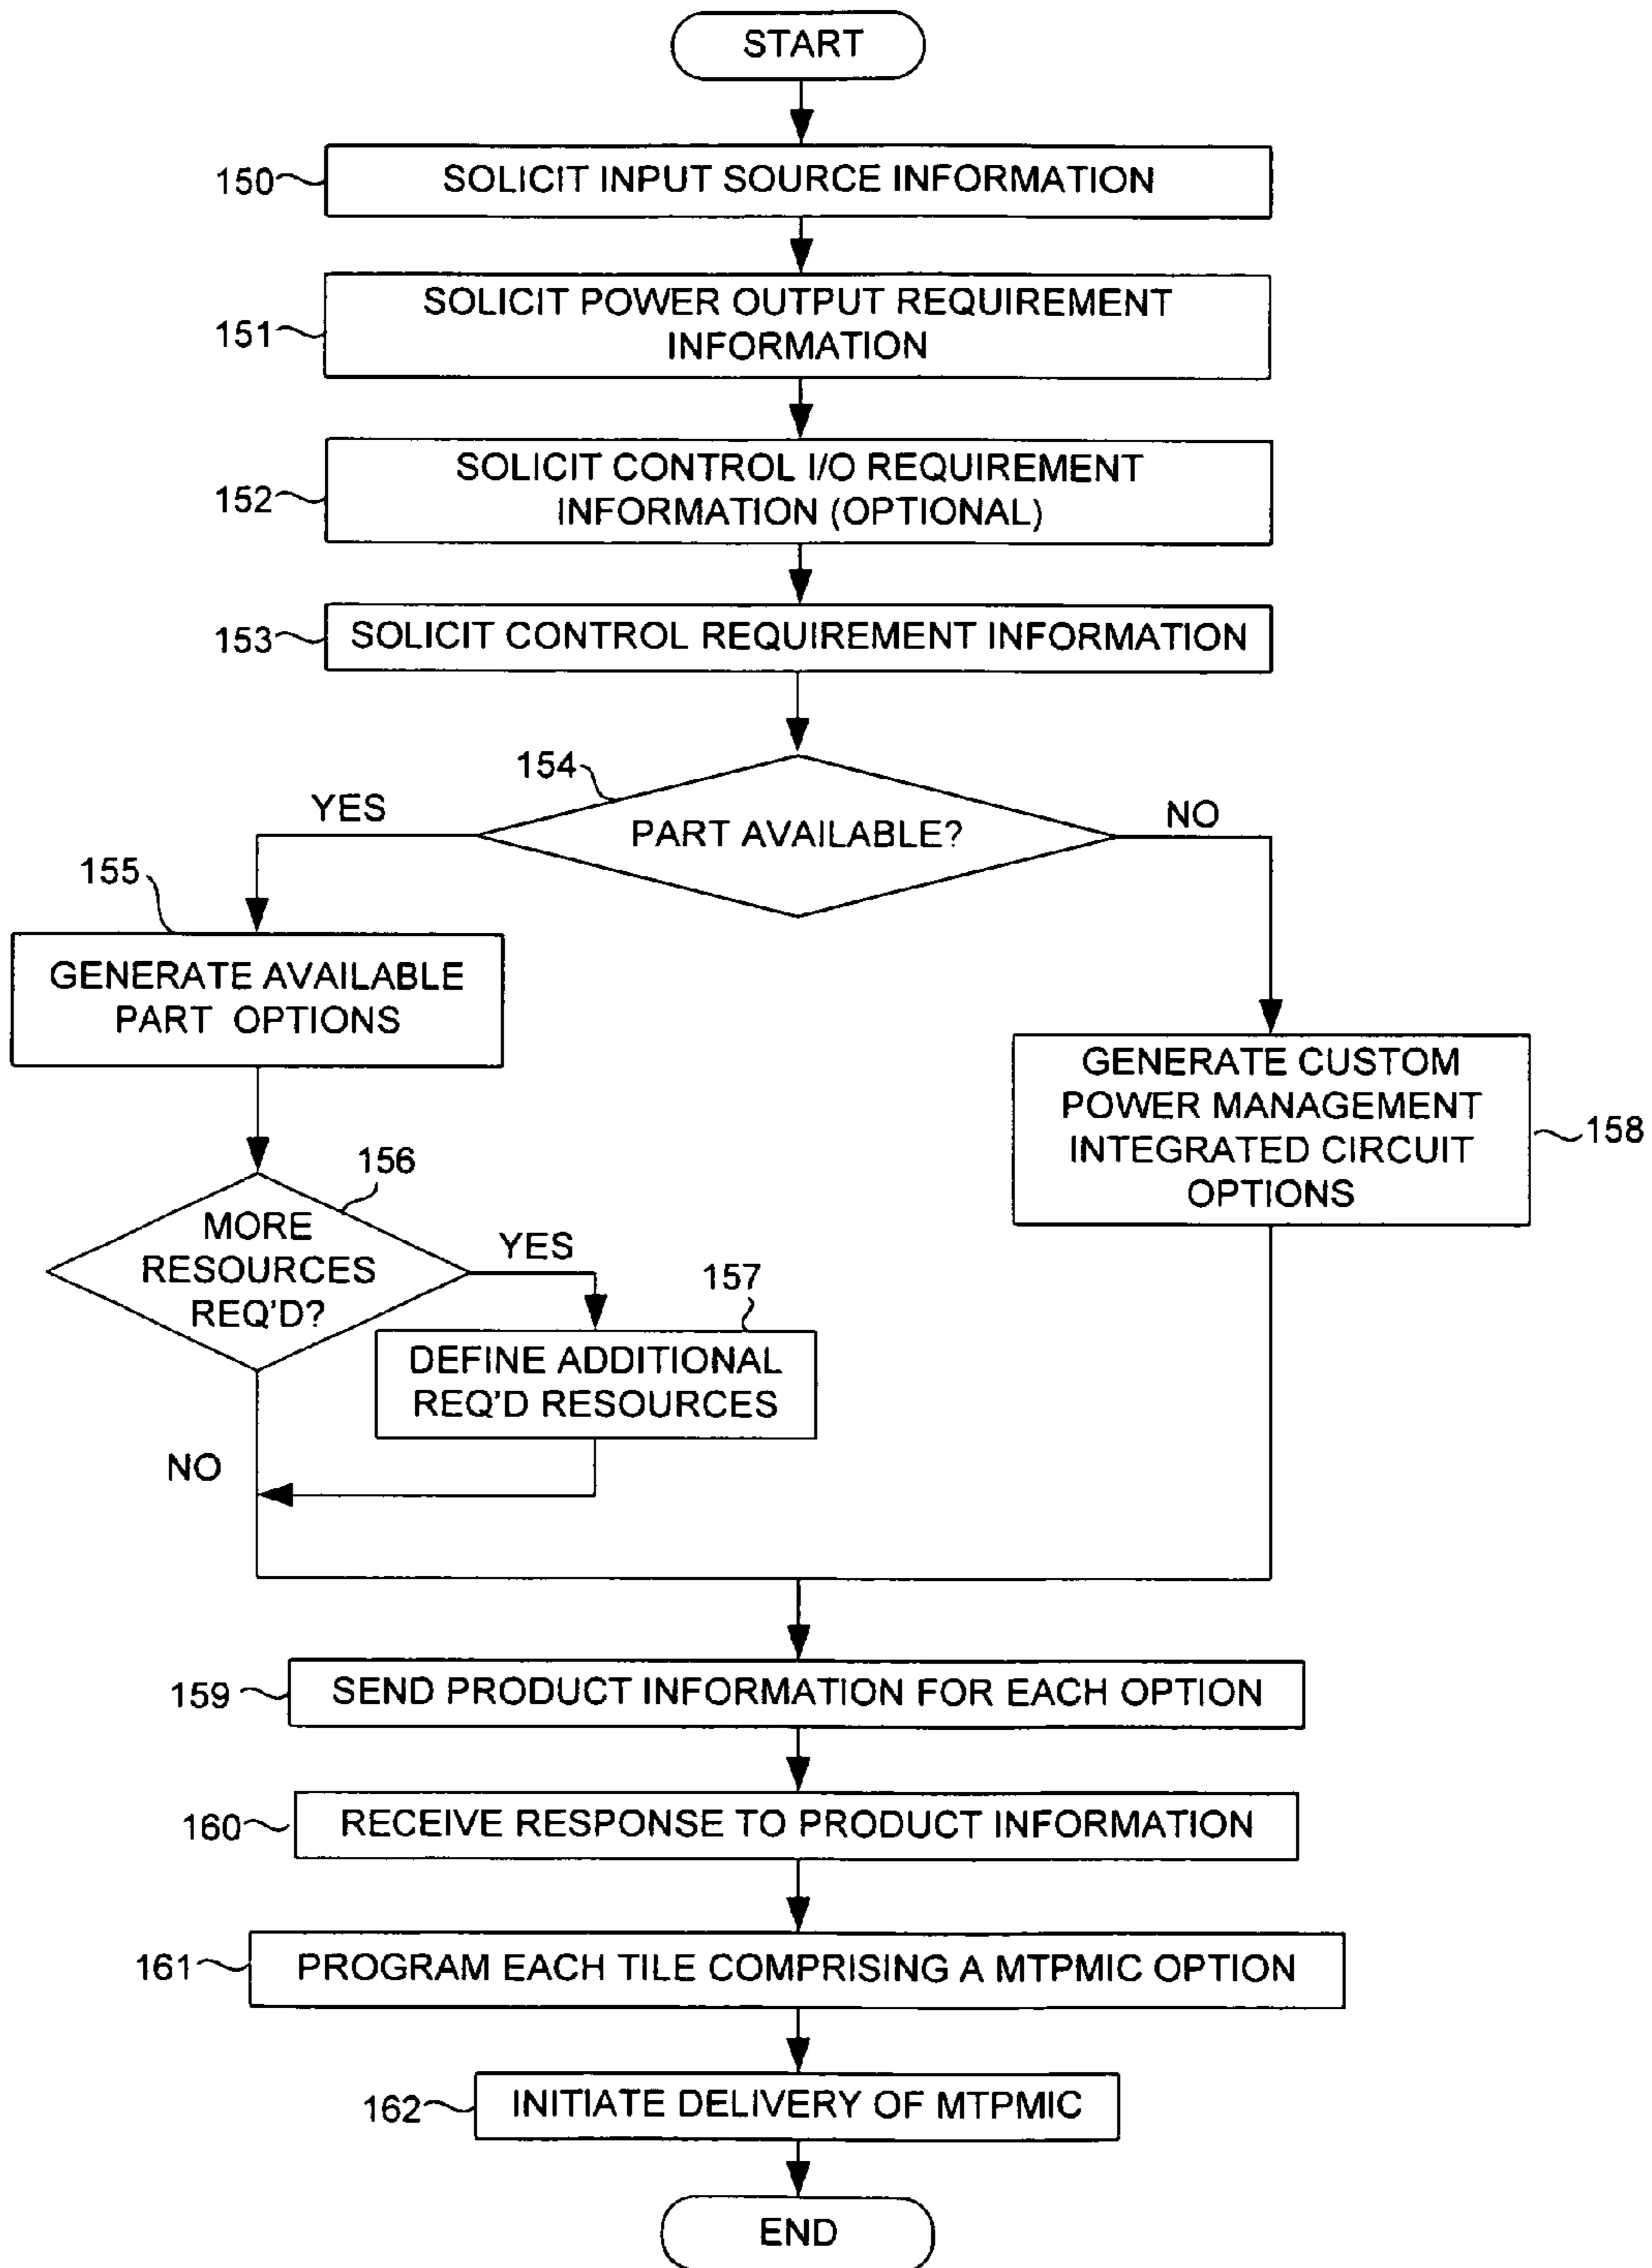 START
150
SOLICIT INPUT SOURCE INFORMATION
151
SOLICIT POWER OUTPUT REQUIREMENT
INFORMATION
152
SOLICIT CONTROL I/O REQUIREMENT
INFORMATION (OPTIONAL)
153
SOLICIT CONTROL REQUIREMENT INFORMATION
154
YES
PART AVAILABLE?
NO
155
GENERATE AVAILABLE
PART OPTIONS
GENERATE CUSTOM
POWER MANAGEMENT
INTEGRATED CIRCUIT
OPTIONS
158
156
MORE
RESOURCES
REQ'D?
YES
157
DEFINE ADDITIONAL
REQ'D RESOURCES
NO
159
SEND PRODUCT INFORMATION FOR EACH OPTION
160
RECEIVE RESPONSE TO PRODUCT INFORMATION
161
PROGRAM EACH TILE COMPRISING A MTPMIC OPTION
162
INITIATE DELIVERY OF MTPMIC
END